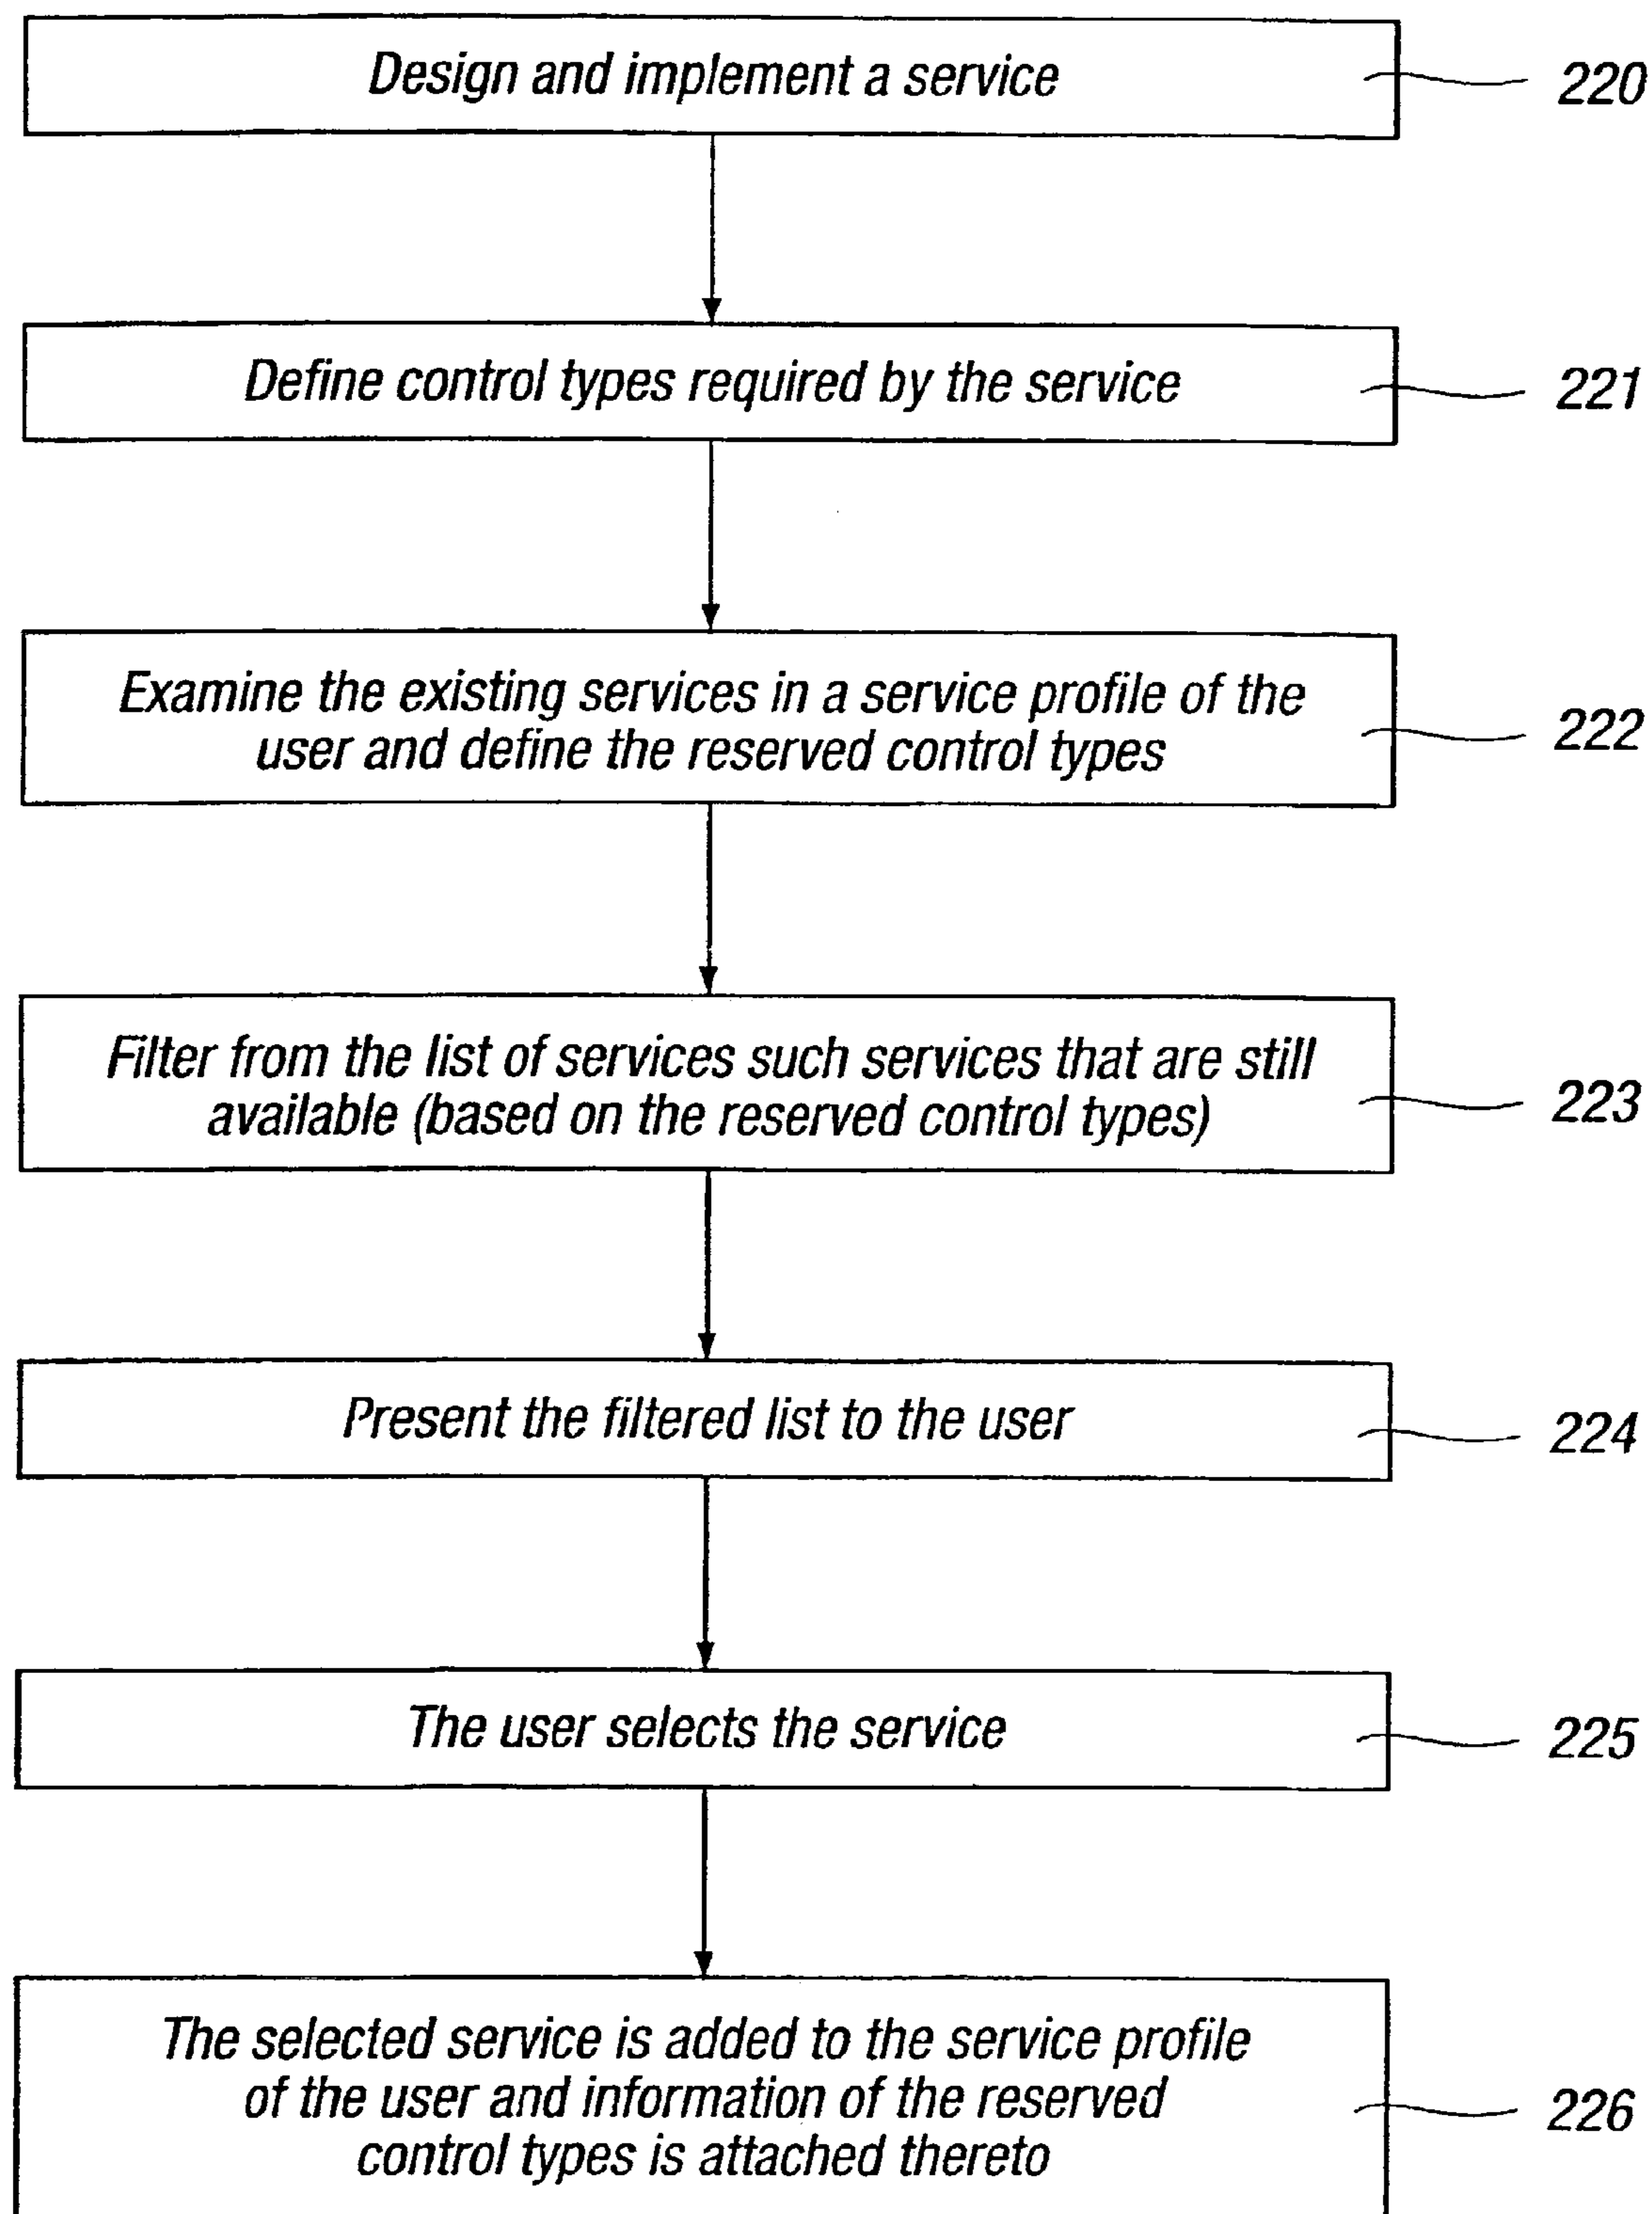 Design and implement a service
220
Define control types required by the service
221
Examine the existing services in a service profile of the
user and define the reserved control types
222
Filter from the list of services such services that are still
available (based on the reserved control types)
223
Present the filtered list to the user
224
The user selects the service
225
The selected service is added to the service profile
of the user and information of the reserved
control types is attached thereto
226